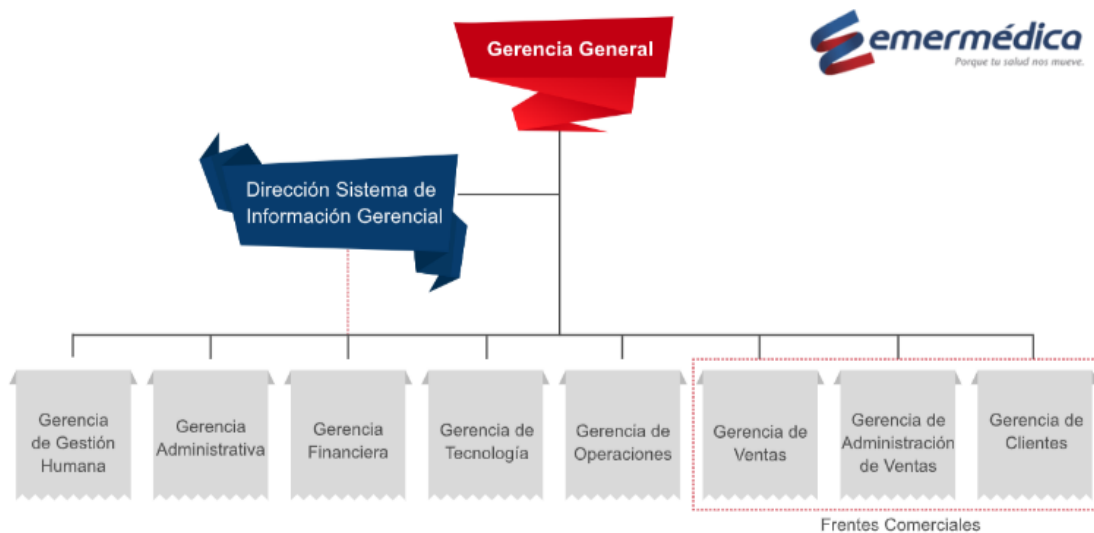 Gerencia General
emermédica
Porque tu salud nos mueve.
Dirección Sistema de
Información Gerencial
Gerencia
de Gestión
Humana
Gerencia
Administrativa
Gerencia
Financiera
Gerencia de
Tecnología
Gerencia de
Operaciones
Gerencia de
Ventas
Gerencia de
Administración
de Ventas
Gerencia de
Clientes
Frentes Comerciales